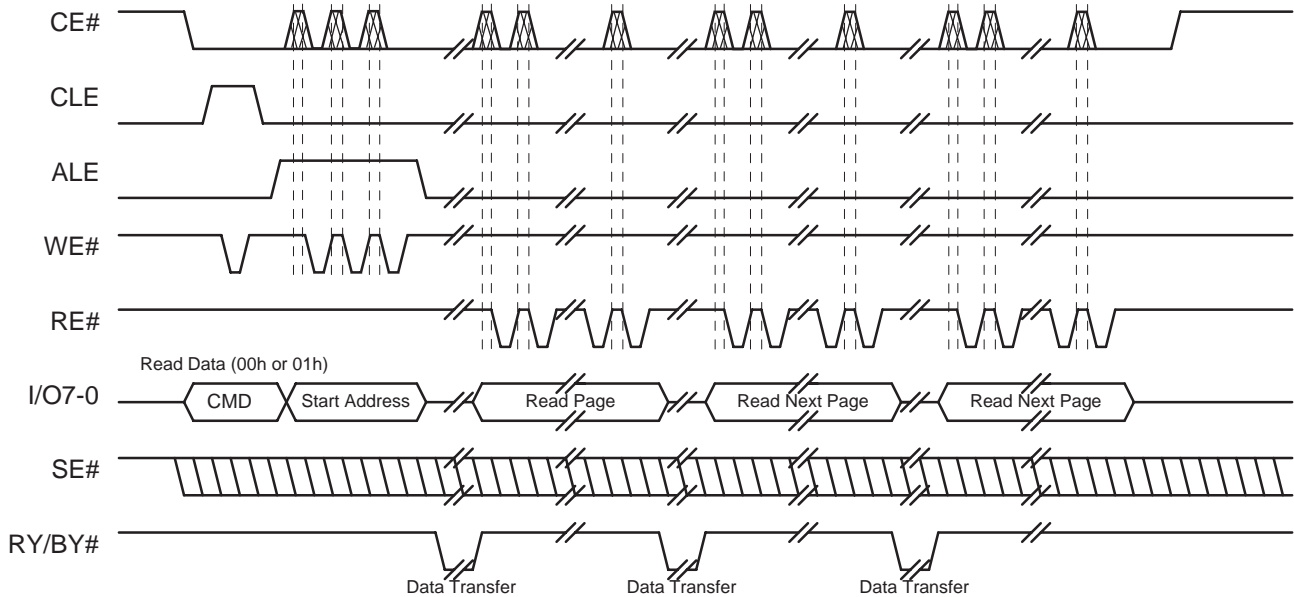 CE#
CLE
ALE
WE#
RE#
Read Data (00h or 01h)
I/O7-0
CMD
Start Address
Read Page
Read Next Page
Read Next Page
SE#
RY/BY#
Data Transfer
Data Transfer
Data Transfer